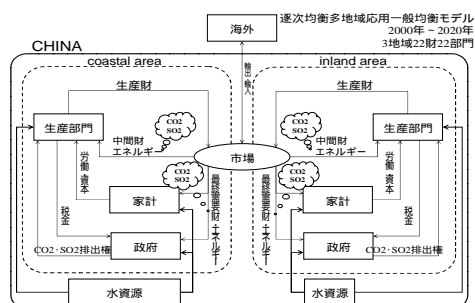 逐次均衡多地域応用一般均衡モデル
2000年～2020年
3地域22財22部門
海外
CHINA
coastal area
inland area
輸出・輸入
生産財
生産財
生産部門
CO2
SO2
CO2
SO2
生産部門
中間財
エネルギー
中間財
エネルギー
市場
労働・資本
CO2
SO2
CO2
SO2
労働・資本
家計
最終需要財・エネルギー
最終需要財・エネルギー
家計
税金
税金
政府
政府
CO2・SO2排出権
CO2・SO2排出権
水資源
水資源